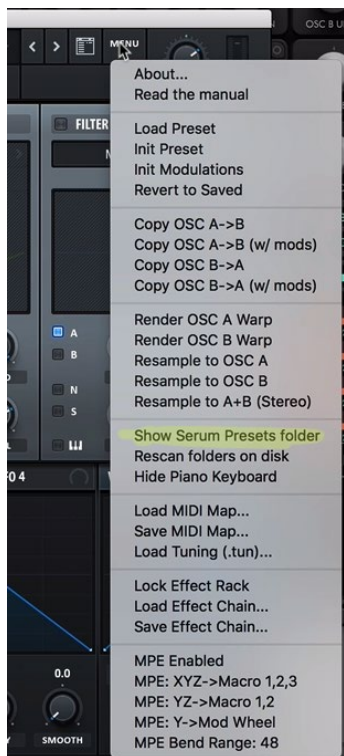 OSC B U
MENU
About...
Read the manual
FILTER
Load Preset
Init Preset
Init Modulations
Revert to Saved
Copy OSC A->B
Copy OSC A->B (w/ mods)
Copy OSC B->A
Copy OSC B->A (w/ mods)
Render OSC A Warp
A
Render OSC B Warp
B
Resample to OSC A
Resample to OSC B
N
Resample to A+B (Stereo)
S
Show Serum Presets folder
Rescan folders on disk
Hide Piano Keyboard
FO 4
Load MIDI Map...
Save MIDI Map...
Load Tuning (.tun)...
Lock Effect Rack
Load Effect Chain...
Save Effect Chain...
MPE Enabled
0.0
MPE: XYZ->Macro 1,2,3
MPE: YZ->Macro 1,2
MPE: Y->Mod Wheel
SMOOTH
MPE Bend Range: 48